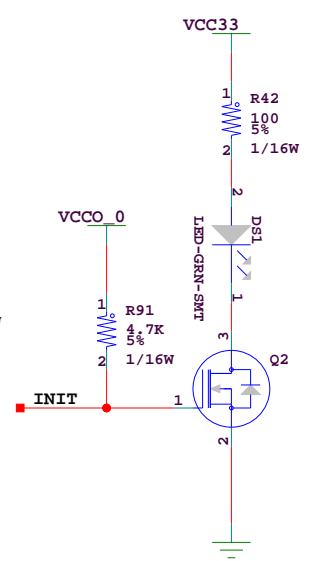 VCC33
1
R42
100
5%
2
1/16W
2
VCCO_0
LED-GRN-SMT
DS1
1
1
R91
4.7K
5%
2
1/16W
3
Q2
INIT
1
2